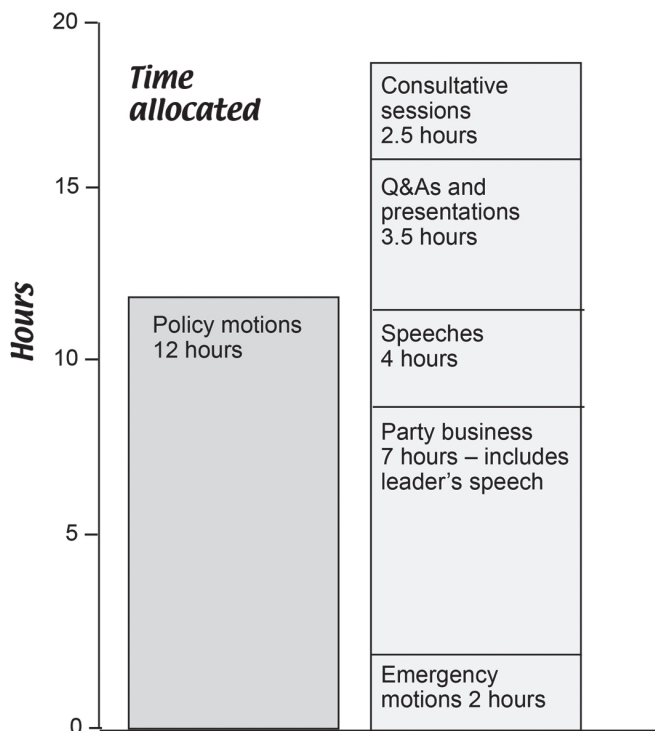 20
Time
allocated
Consultative
sessions
2.5 hours
15
Q&As and
presentations
3.5 hours
Hours
Policy motions
12 hours
10
Speeches
4 hours
Party business
7 hours – includes
leader’s speech
5
Emergency
motions 2 hours
0